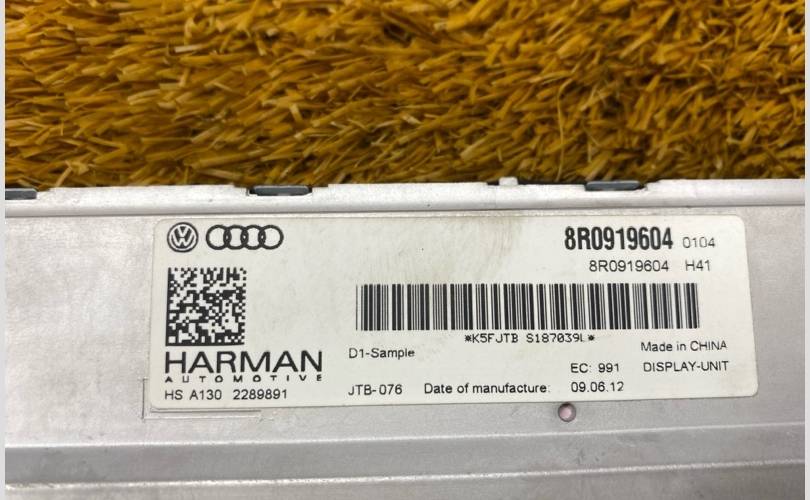 8R0919604 0104
8R0919604 H41
*K5FJTB S187039L*
HARMAN
AUTOMOTIVE
HS A130 2289891
D1-Sample
Made in CHINA
EC: 991 DISPLAY-UNIT
JTB-076 Date of manufacture: 09.06.12